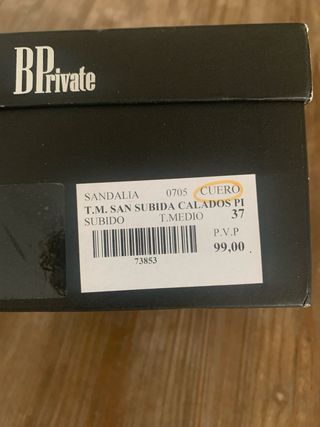 BPrivate
SANDALIA 0705 CUERO
T.M. SAN SUBIDA CALADOS PI
SUBIDO T.MEDIO 37
P.V.P
99,00
73853